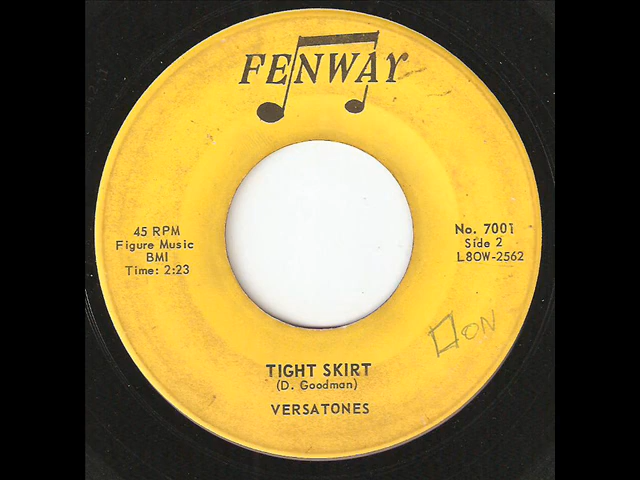 FENWAY
45 RPM
Figure Music
BMI
Time: 2:23
No. 7001
Side 2
L8OW-2562
DON
TIGHT SKIRT
(D. Goodman)
VERSATONES